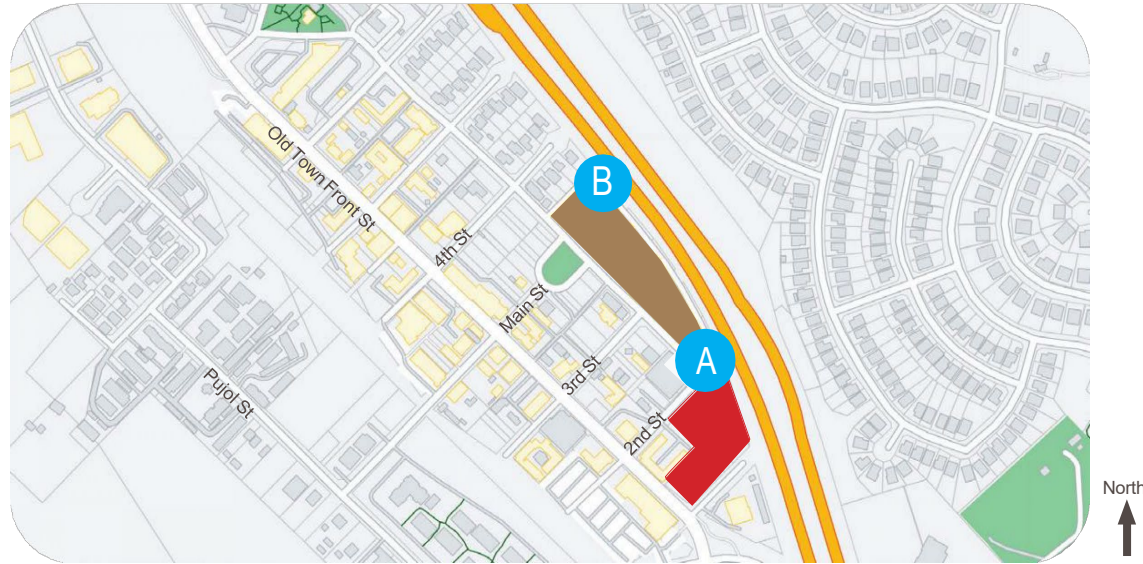 B
Old Town Front St
4th St
Main St
A
3rd St
Pujol St
2nd St
North